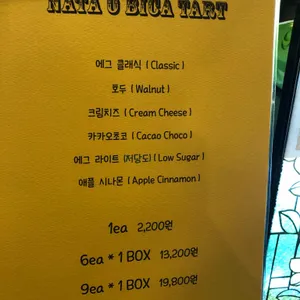 NATA O BICA TART
에그 클래식 ( Classic )
호두 ( Walnut )
크림치즈 ( Cream Cheese )
카카오쵸코 ( Cacao Choco )
에그 라이트 (저당도) ( Low Sugar )
애플 시나몬 ( Apple Cinnamon )
1ea 2,200원
6ea * 1 BOX 13,200원
9ea * 1 BOX 19,800원